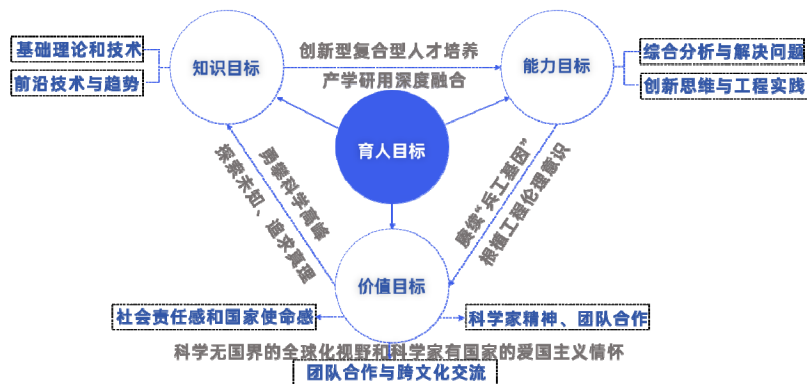 基础理论和技术
前沿技术与趋势
知识目标
创新型复合型人才培养
产学研用深度融合
能力目标
综合分析与解决问题
创新思维与工程实践
育人目标
勇攀科学高峰
探索未知、追求真理
赓续“兵工基因”
根植工程伦理意识
价值目标
社会责任感和国家使命感
科学家精神、团队合作
科学无国界的全球化视野和科学家有国家的爱国主义情怀
团队合作与跨文化交流